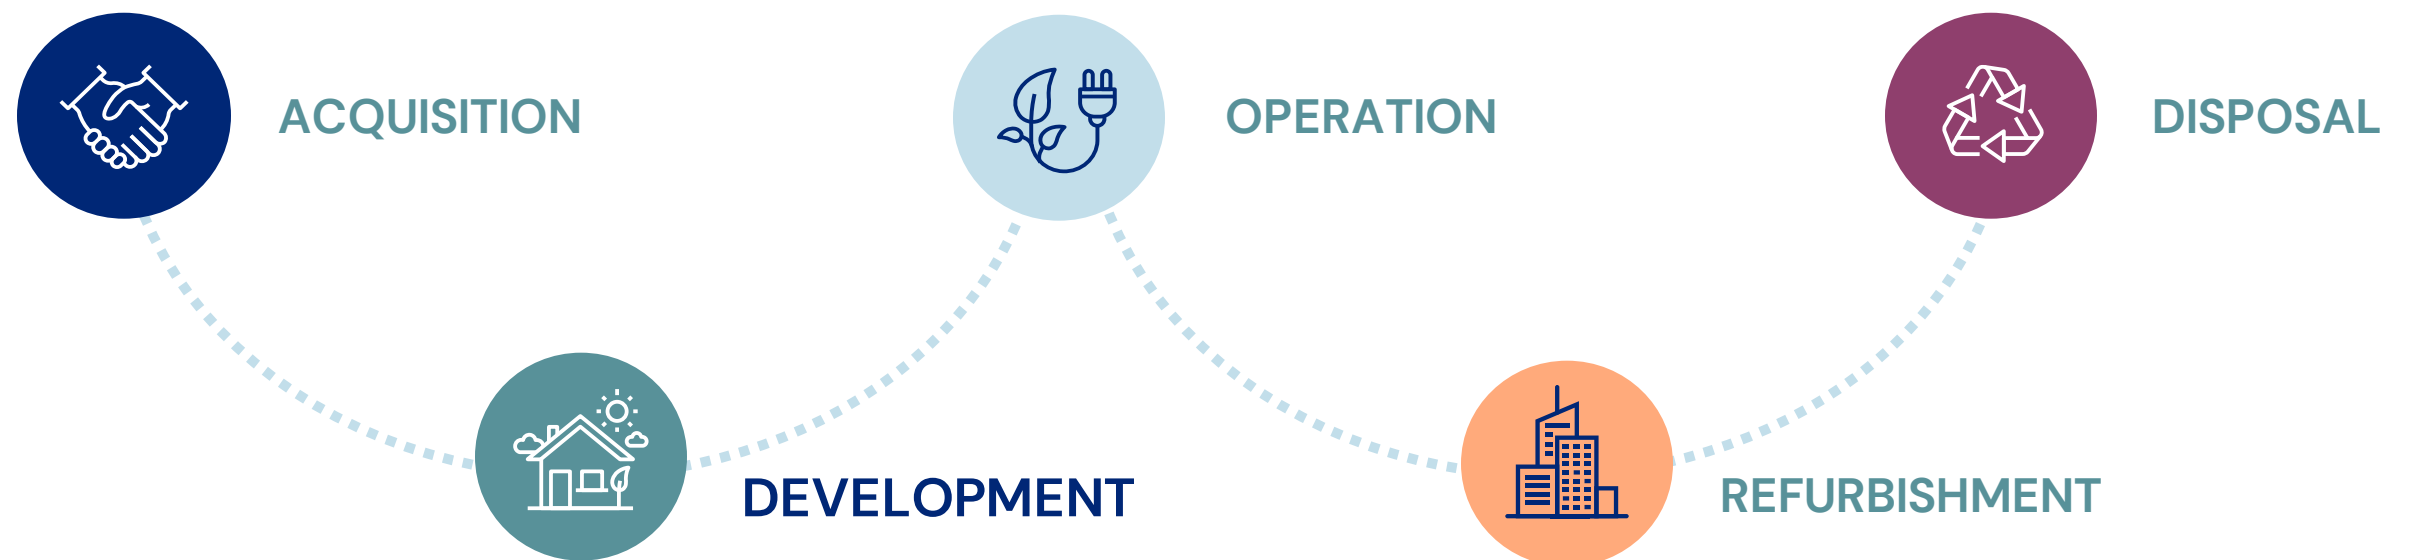 ACQUISITION
DEVELOPMENT
OPERATION
REFURBISHMENT
DISPOSAL